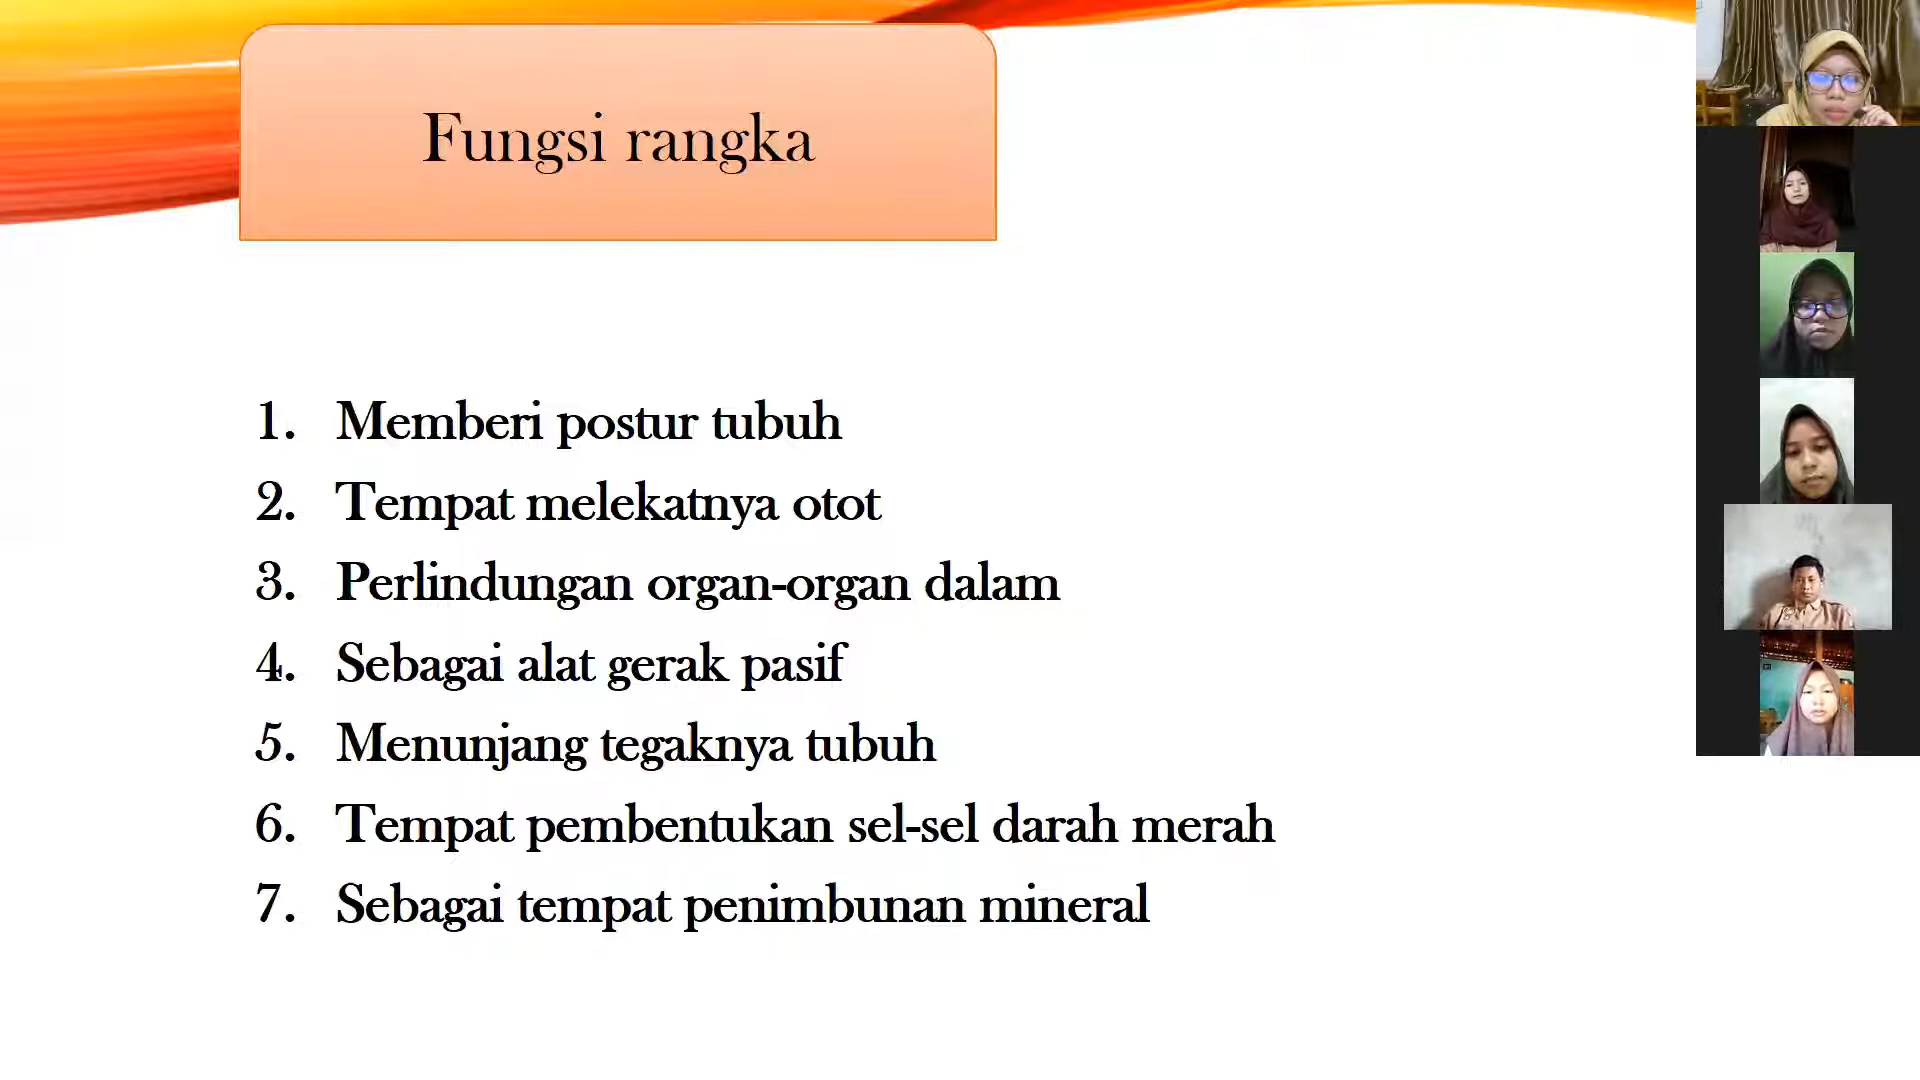 Fungsi rangka
1. Memberi postur tubuh
2. Tempat melekatnya otot
3. Perlindungan organ-organ dalam
4. Sebagai alat gerak pasif
5. Menunjang tegaknya tubuh
6. Tempat pembentukan sel-sel darah merah
7. Sebagai tempat penimbunan mineral